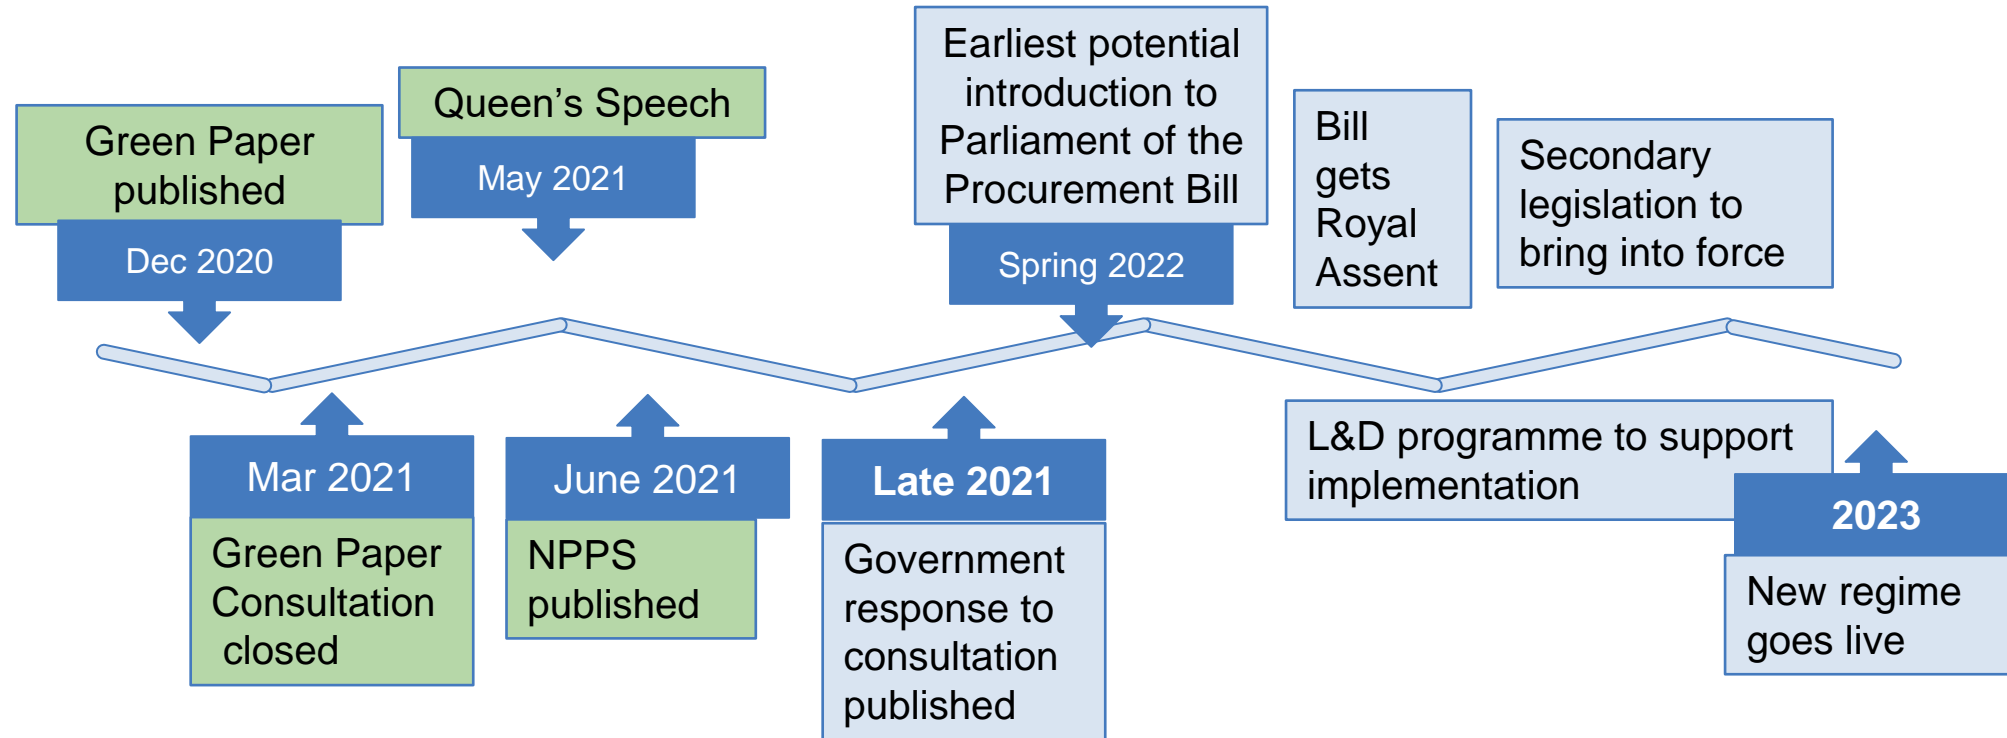 Green Paper
published
Dec 2020
Queen’s Speech
May 2021
Earliest potential
introduction to
Parliament of the
Procurement Bill
Spring 2022
Bill
gets
Royal
Assent
Secondary
legislation to
bring into force
Mar 2021
Green Paper
Consultation
closed
June 2021
NPPS
published
Late 2021
Government
response to
consultation
published
L&D programme to support
implementation
2023
New regime
goes live